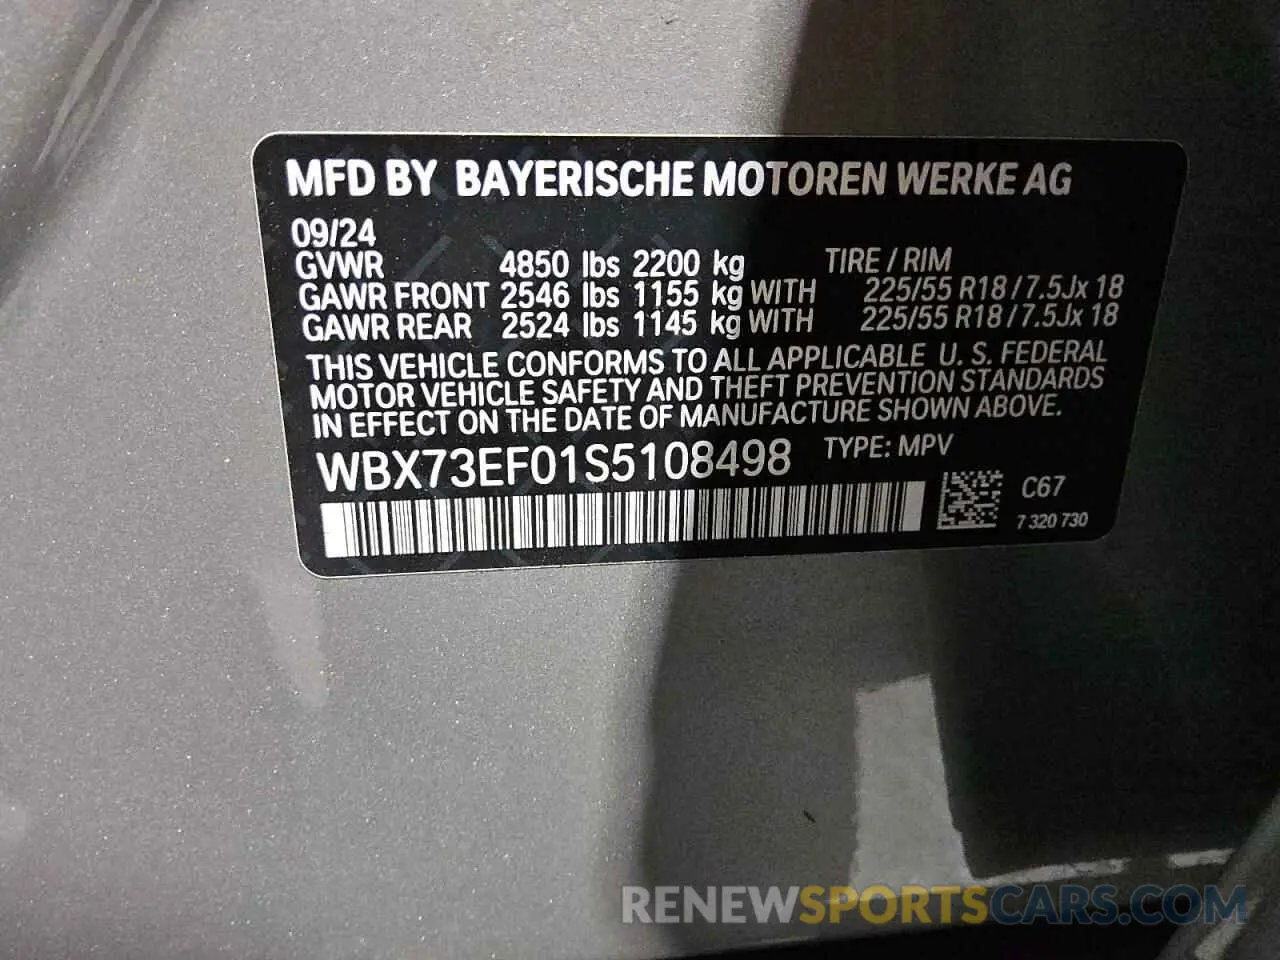 MFD BY BAYERISCHE MOTOREN WERKE AG
09/24
GVWR 4850 lbs 2200 kg TIRE / RIM
GAWR FRONT 2546 lbs 1155 kg WITH 225/55 R18 / 7.5Jx 18
GAWR REAR 2524 lbs 1145 kg WITH 225/55 R18 / 7.5Jx 18
THIS VEHICLE CONFORMS TO ALL APPLICABLE U. S. FEDERAL
MOTOR VEHICLE SAFETY AND THEFT PREVENTION STANDARDS
IN EFFECT ON THE DATE OF MANUFACTURE SHOWN ABOVE.
WBX73EF01S5108498 TYPE: MPV
C67
7 320 730
RENEWSPORTSCARS.COM